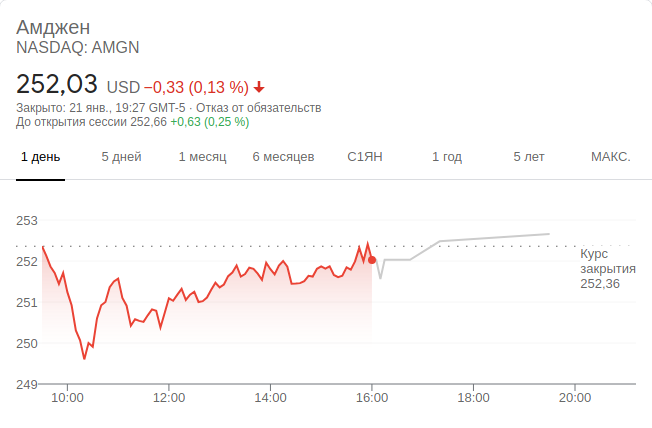 Амджен
NASDAQ: AMGN
252,03 USD −0,33 (0,13 %)
Закрыто: 21 янв., 19:27 GMT-5 · Отказ от обязательств
До открытия сессии 252,66 +0,63 (0,25 %)
1 день 5 дней 1 месяц 6 месяцев С1ЯН 1 год 5 лет МАКС.
253
252
251
250
249
Курс
закрытия
252,36
10:00 12:00 14:00 16:00 18:00 20:00